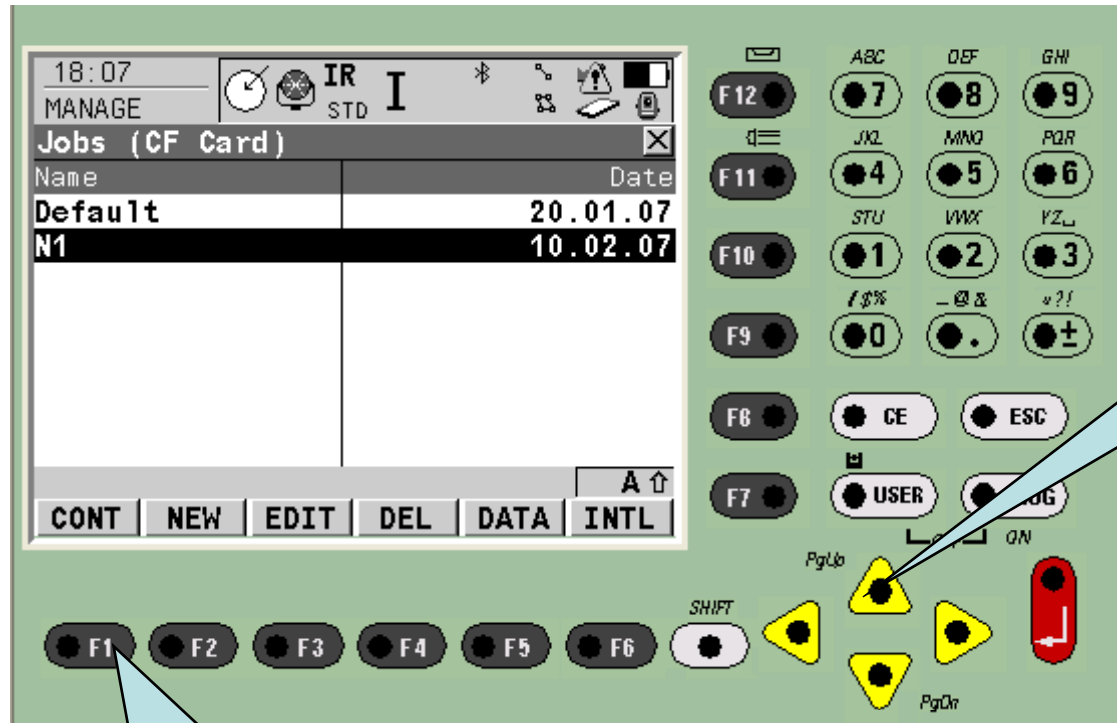 18:07
MANAGE
IR
STD
I
Jobs (CF Card)
Name Date
Default 20.01.07
N1 10.02.07
A
CONT NEW EDIT DEL DATA INTL
F12
ABC DEF GHI
7 8 9
F11
JKL MNO PQR
4 5 6
F10
STU VWX YZ
1 2 3
F9
/$% _@& *?!
0 . ±
F8 CE ESC
F7 USER OG
ON
PgUp
SHIFT
F1 F2 F3 F4 F5 F6
PgDn